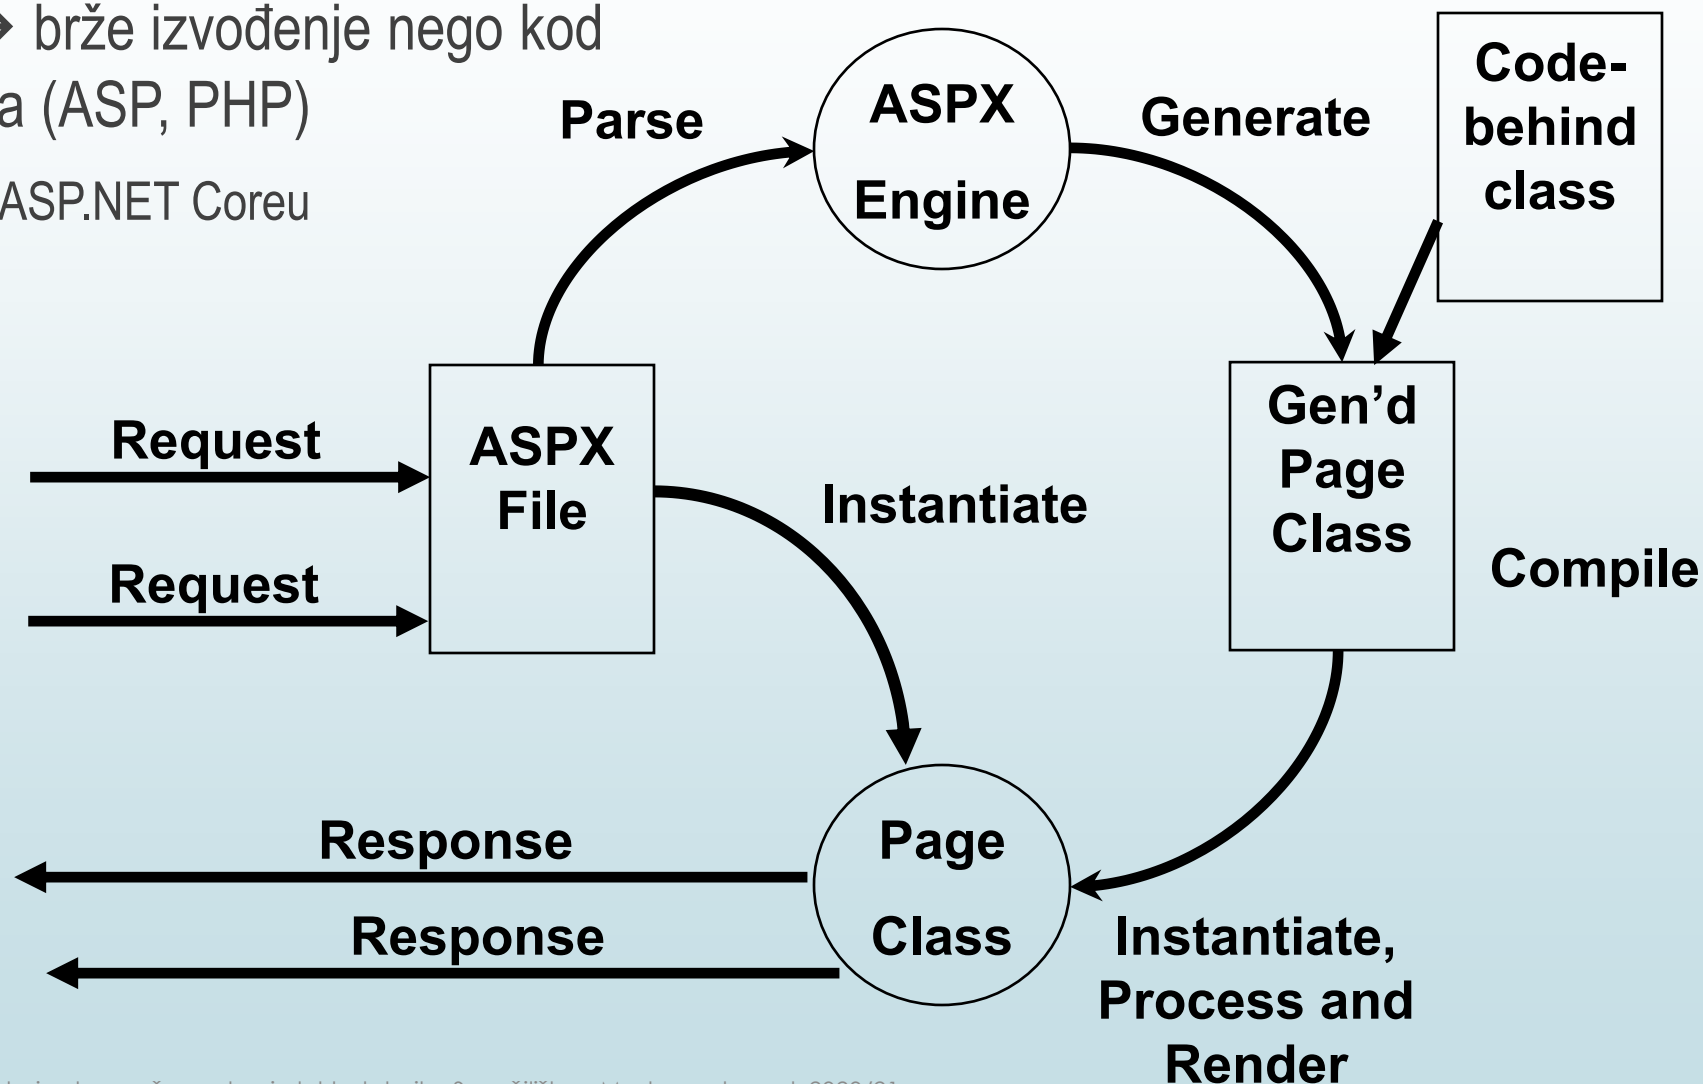 brže izvođenje nego kod
a (ASP, PHP)
ASP.NET Coreu
Parse
ASPX
Engine
Generate
Code-
behind
class
Request
Request
ASPX
File
Instantiate
Gen’d
Page
Class
Compile
Response
Response
Page
Class
Instantiate,
Process and
Render